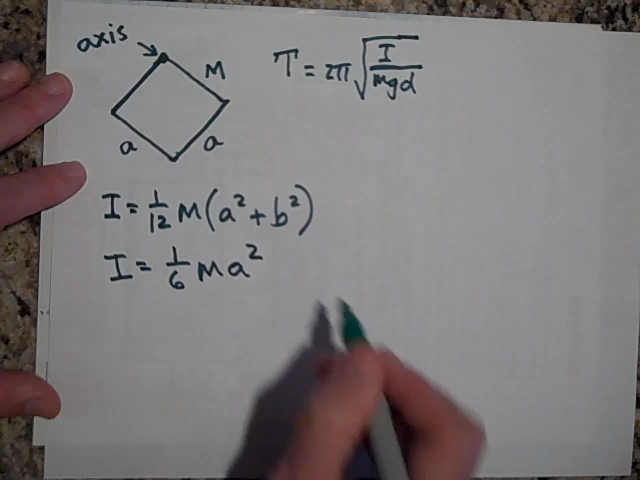 axis
M
a a
T = 2π√(I/mgd)
I = 1/12 M(a² + b²)
I = 1/6 Ma²